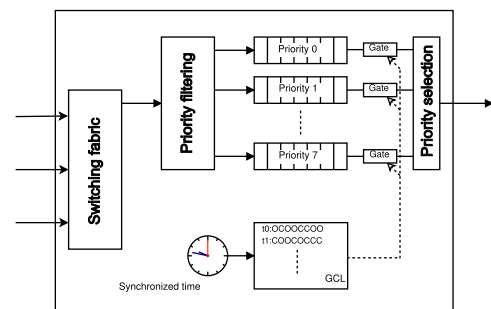 Switching fabric
Priority filtering
Priority 0
Gate
Priority 1
Gate
Priority 7
Gate
Priority selection
t0:OCOOCCOO
t1:COOCOCCC
GCL
Synchronized time